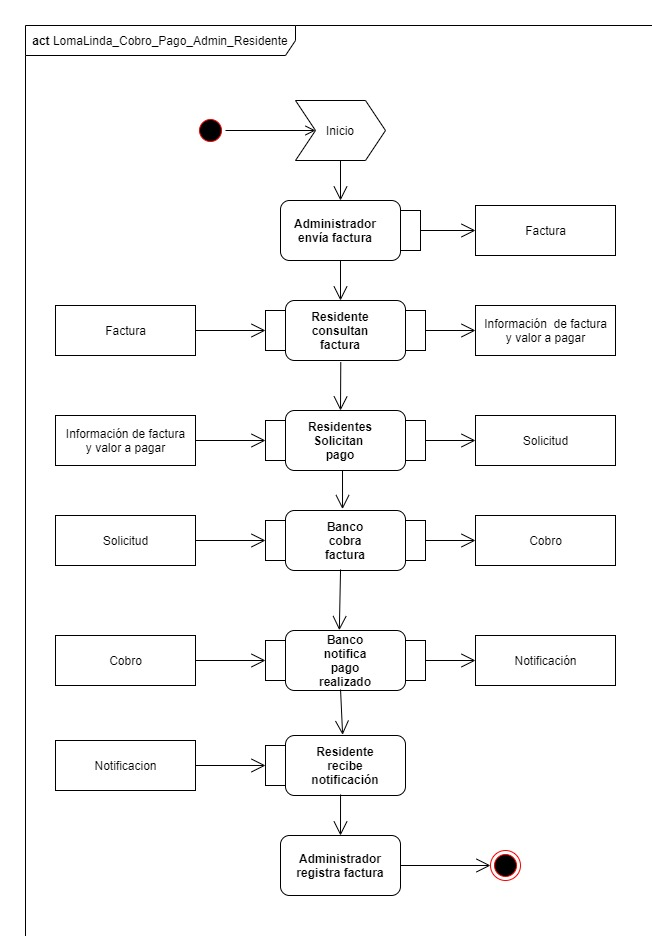 act LomaLinda_Cobro_Pago_Admin_Residente
Inicio
Administrador
envía factura
Factura
Factura
Residente
consultan
factura
Información de factura
y valor a pagar
Información de factura
y valor a pagar
Residentes
Solicitan
pago
Solicitud
Solicitud
Banco
cobra
factura
Cobro
Cobro
Banco
notifica
pago
realizado
Notificación
Notificacion
Residente
recibe
notificación
Administrador
registra factura